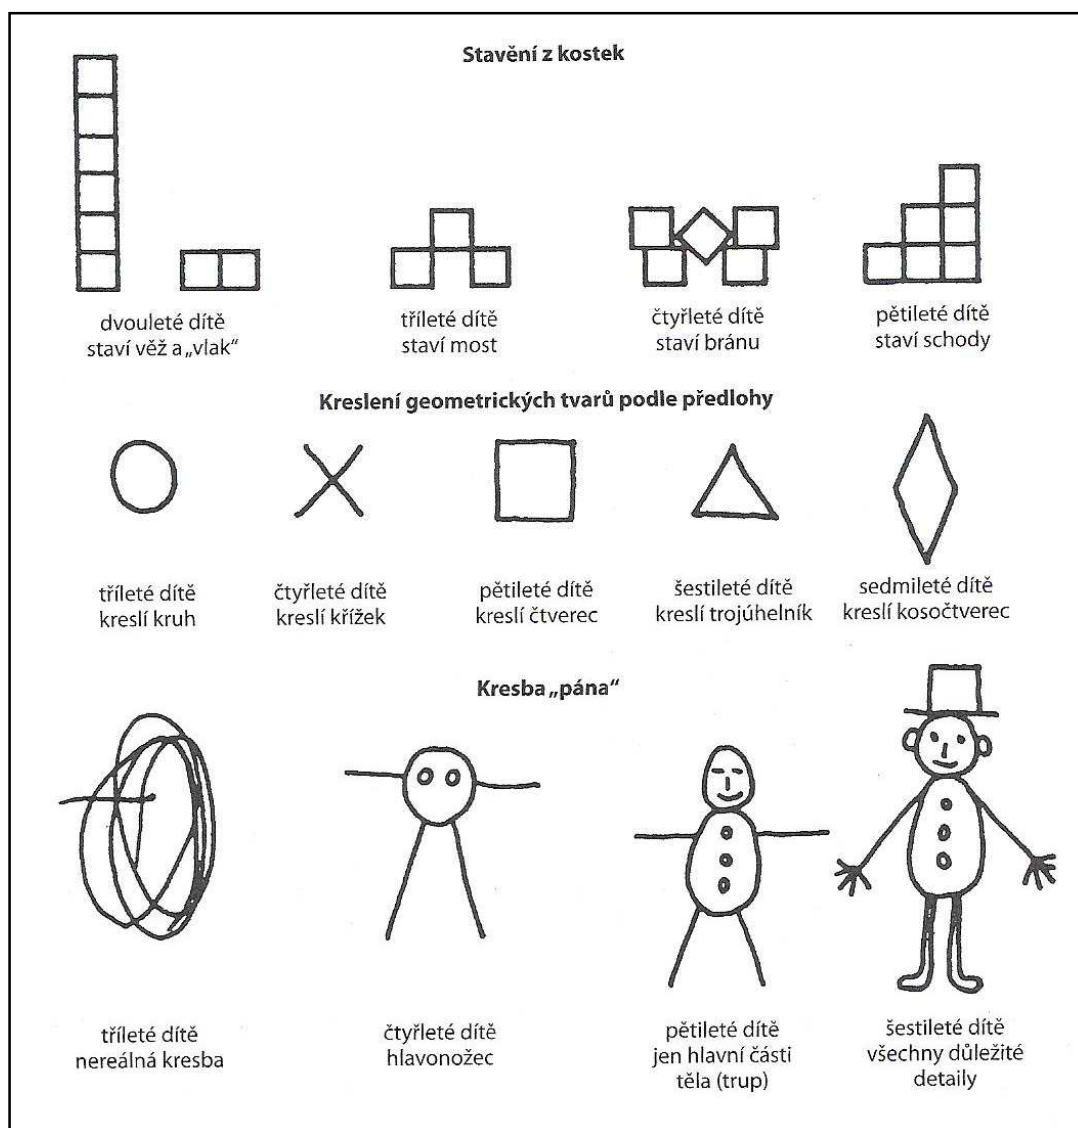 Stavění z kostek
dvouleté dítě
staví věž a „vlak“
tříleté dítě
staví most
čtyřleté dítě
staví bránu
pětileté dítě
staví schody
Kreslení geometrických tvarů podle předlohy
tříleté dítě
kreslí kruh
čtyřleté dítě
kreslí křížek
pětileté dítě
kreslí čtverec
šestileté dítě
kreslí trojúhelník
sedmileté dítě
kreslí kosočtverec
Kresba „pána“
tříleté dítě
nereálná kresba
čtyřleté dítě
hlavonožec
pětileté dítě
jen hlavní části
těla (trup)
šestileté dítě
všechny důležité
detaily